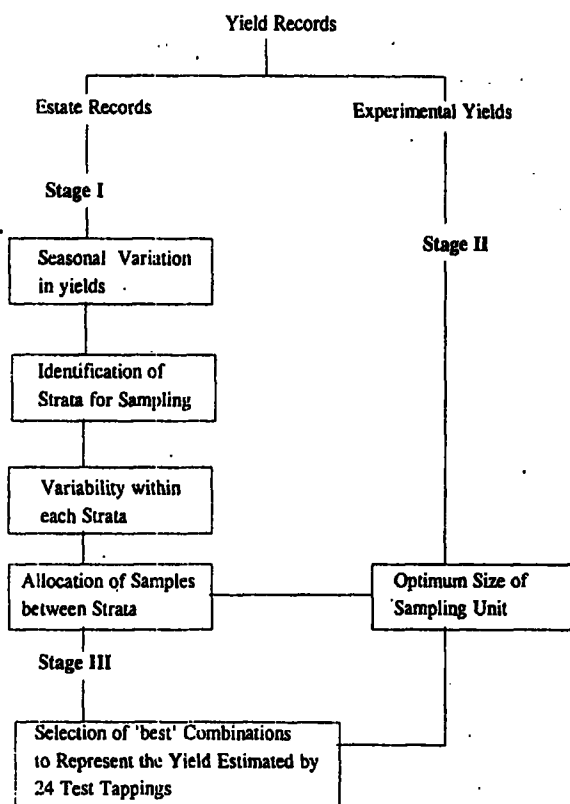 Yield Records
Estate Records
Experimental Yields
Stage I
Stage II
Seasonal Variation
in yields
Identification of
Strata for Sampling
Variability within
each Strata
Allocation of Samples
between Strata
Optimum Size of
Sampling Unit
Stage III
Selection of 'best' Combinations
to Represent the Yield Estimated by
24 Test Tappings